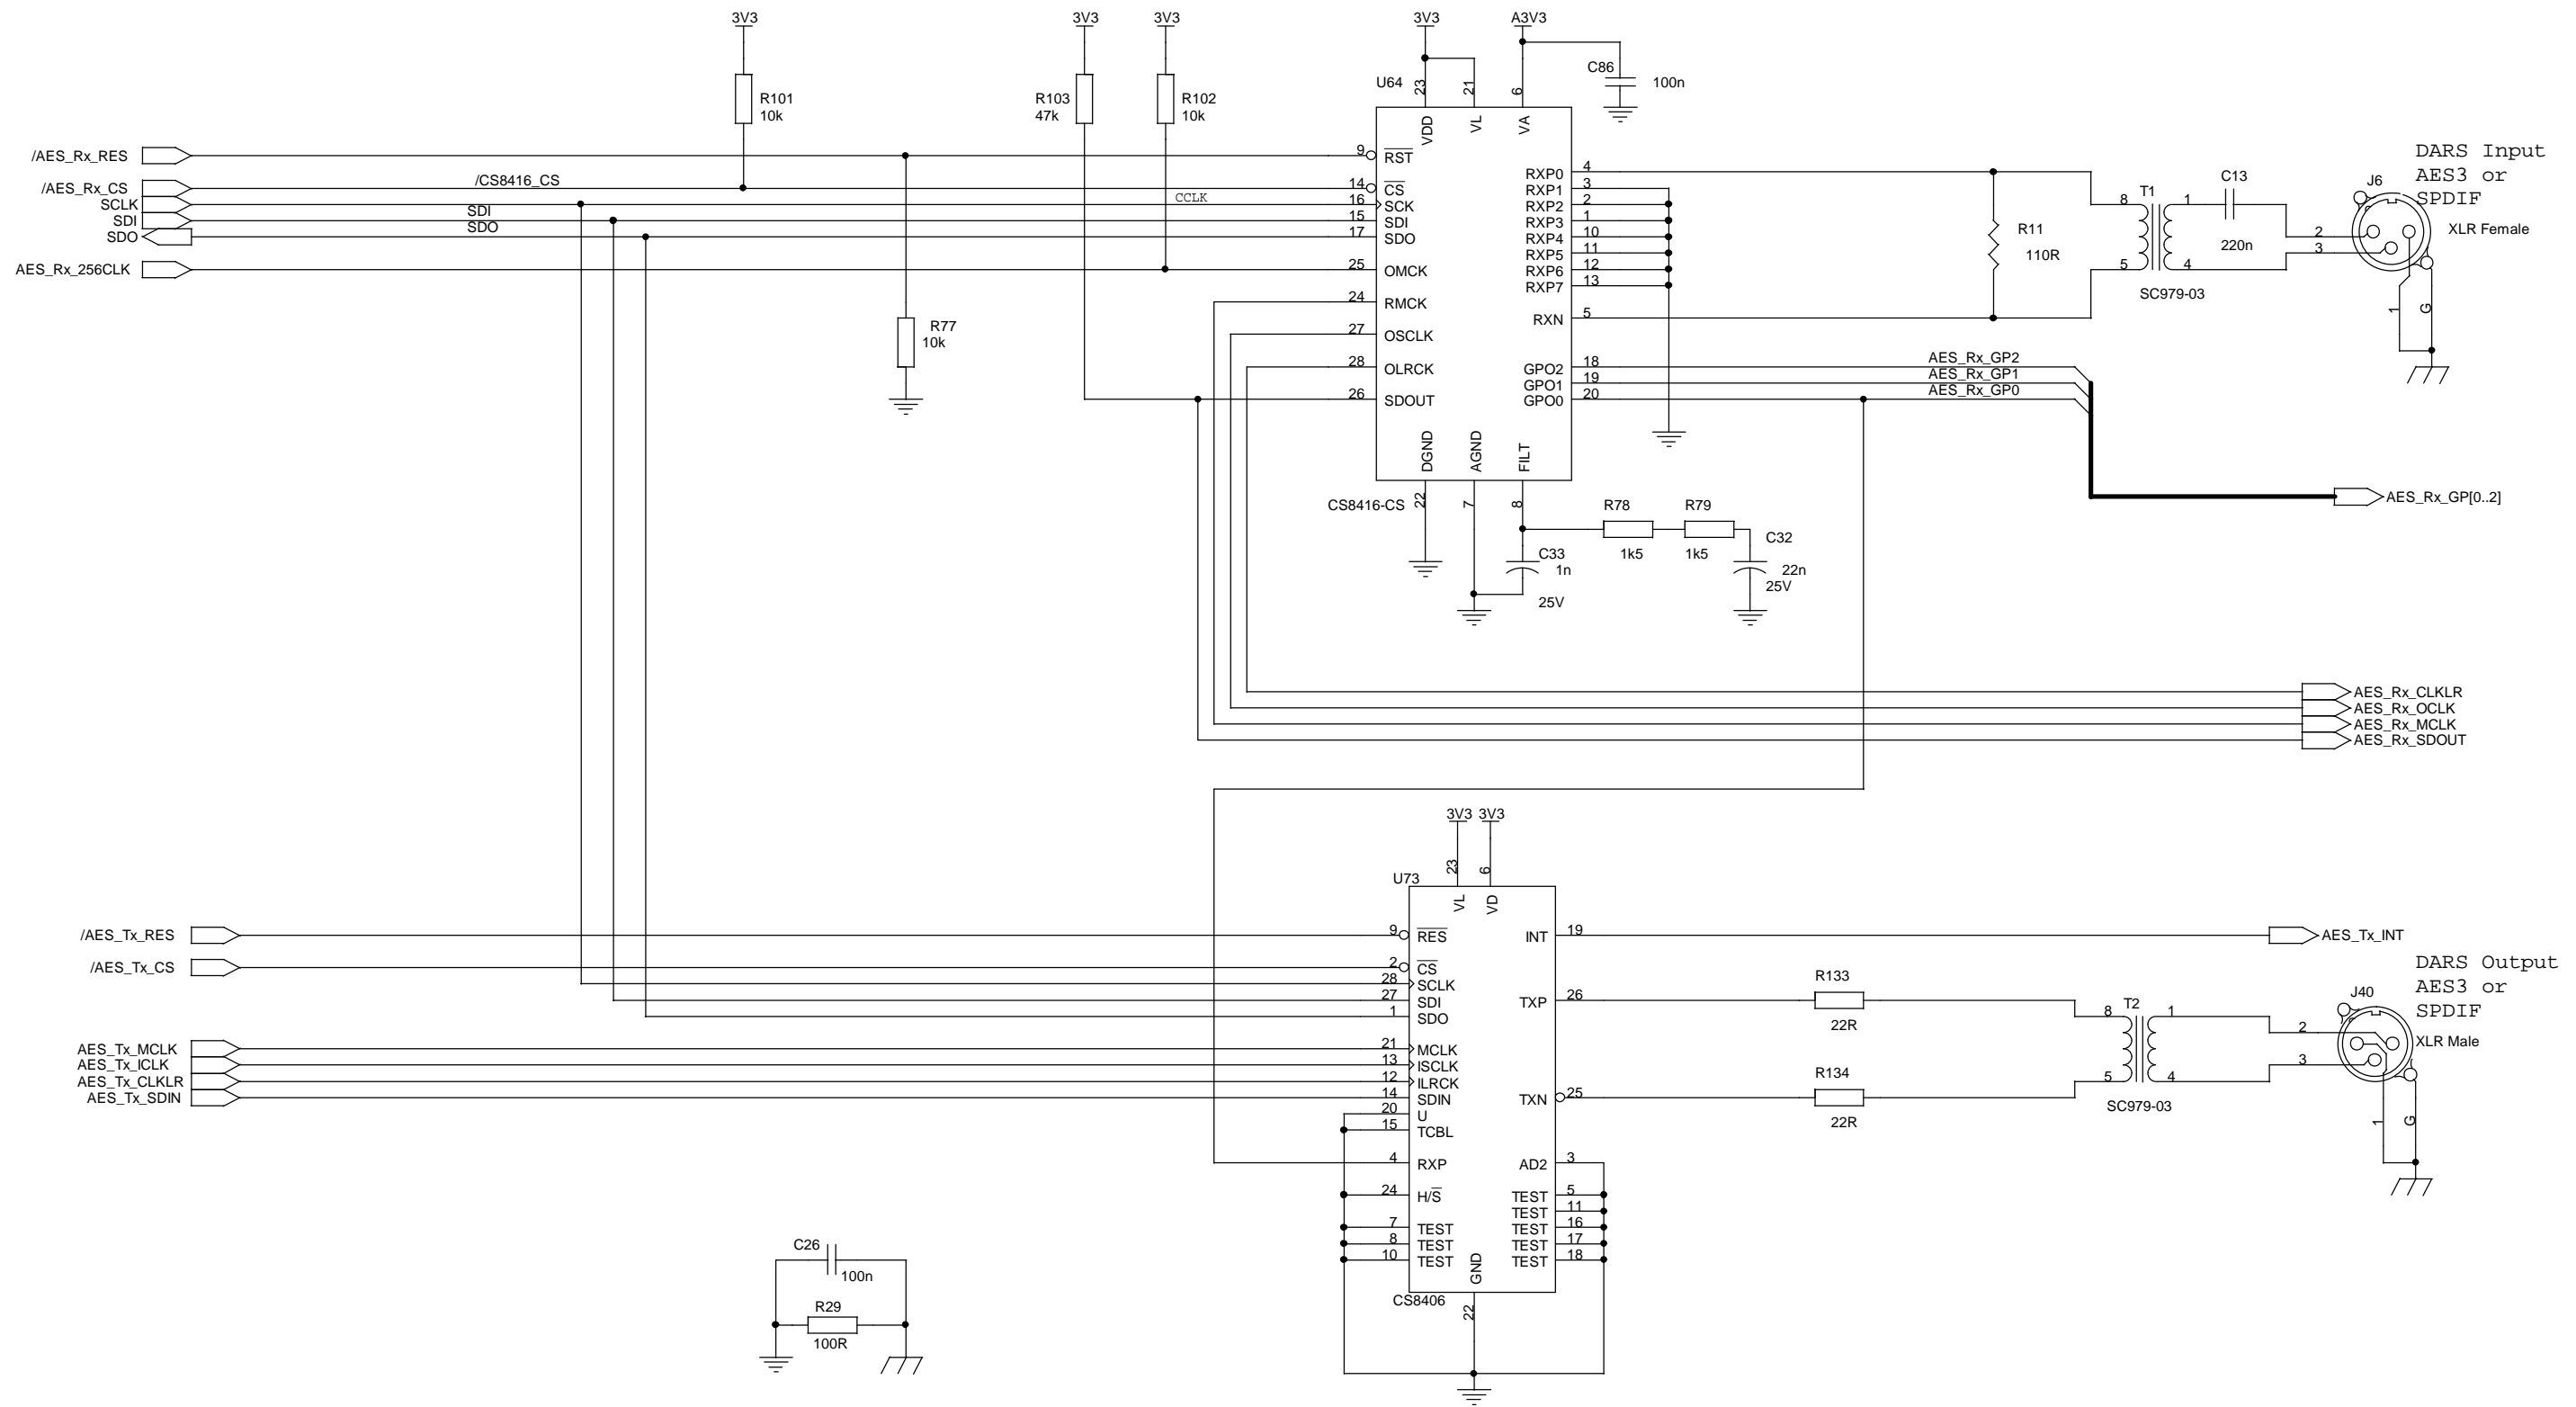 3V3
3V3
3V3
3V3
A3V3
R101
10k
R103
47k
R102
10k
U64
23
21
6
C86
100n
VDD
VL
VA
/AES_Rx_RES
9
RST
/AES_Rx_CS
/CS8416_CS
14
CS
SCLK
CCLK
16
SCK
SDI
SDI
15
SDI
SDO
SDO
17
SDO
AES_Rx_256CLK
25
OMCK
24
RMCK
27
OSCLK
28
OLRCK
26
SDOUT
R77
10k
RXP0
4
RXP1
3
RXP2
2
RXP3
1
RXP4
10
RXP5
11
RXP6
12
RXP7
13
RXN
5
GPO2
18
AES_Rx_GP2
GPO1
19
AES_Rx_GP1
GPO0
20
AES_Rx_GP0
R11
110R
T1
8
1
5
4
SC979-03
C13
220n
DARS Input
AES3 or
SPDIF
J6
2
3
XLR Female
1
G
DGND
AGND
FILT
CS8416-CS
22
7
8
R78
1k5
R79
1k5
C33
1n
25V
C32
22n
25V
AES_Rx_GP[0..2]
AES_Rx_CLKLR
AES_Rx_OCLK
AES_Rx_MCLK
AES_Rx_SDOUT
3V3
3V3
23
6
U73
VL
VD
/AES_Tx_RES
9
RES
INT
19
AES_Tx_INT
/AES_Tx_CS
2
CS
28
SCLK
27
SDI
1
SDO
TXP
26
R133
22R
AES_Tx_MCLK
21
MCLK
AES_Tx_ICLK
13
ISCLK
AES_Tx_CLKLR
12
ILRCK
AES_Tx_SDIN
14
SDIN
20
U
15
TCBL
TXN
25
R134
22R
T2
8
1
5
4
SC979-03
DARS Output
AES3 or
SPDIF
J40
2
3
XLR Male
1
G
4
RXP
AD2
3
24
H/S
TEST
5
TEST
11
7
TEST
TEST
16
8
TEST
TEST
17
10
TEST
TEST
18
GND
CS8406
22
C26
100n
R29
100R